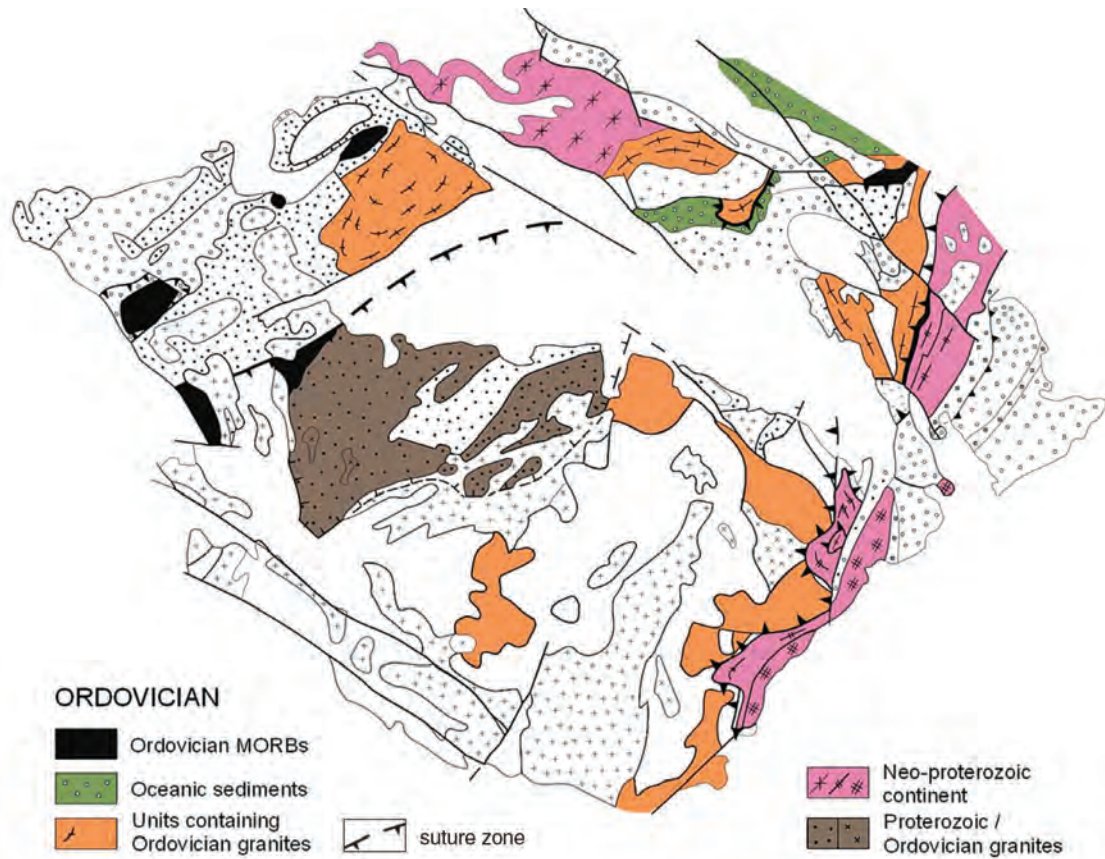 ORDOVICIAN
Ordovician MORBs
Oceanic sediments
Units containing
Ordovician granites
suture zone
Neo-proterozoic
continent
Proterozoic /
Ordovician granites